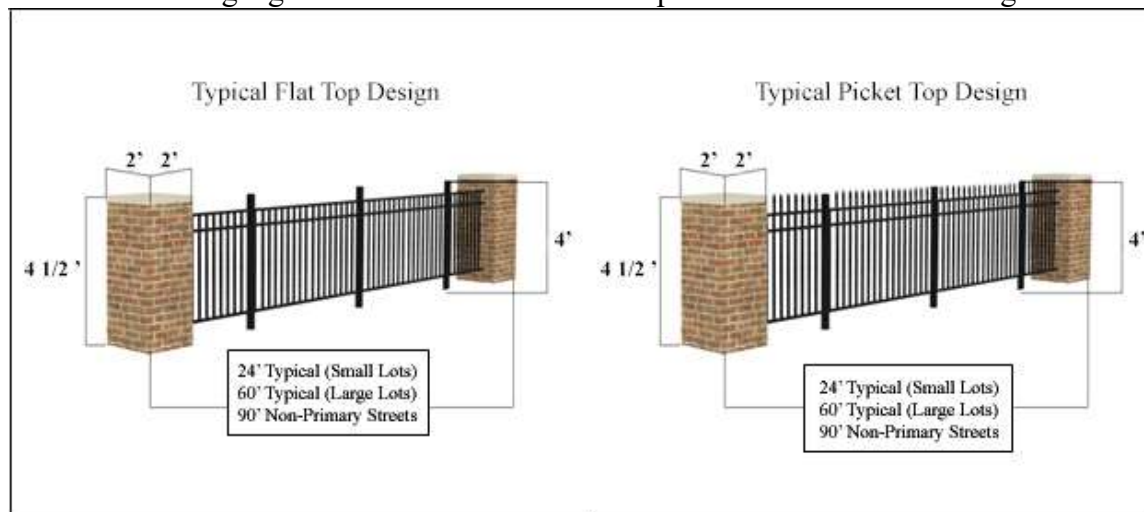 Typical Flat Top Design
2’ 2’
4 1/2 ’
4’
24’ Typical (Small Lots)
60’ Typical (Large Lots)
90’ Non-Primary Streets
Typical Picket Top Design
2’ 2’
4 1/2 ’
4’
24’ Typical (Small Lots)
60’ Typical (Large Lots)
90’ Non-Primary Streets